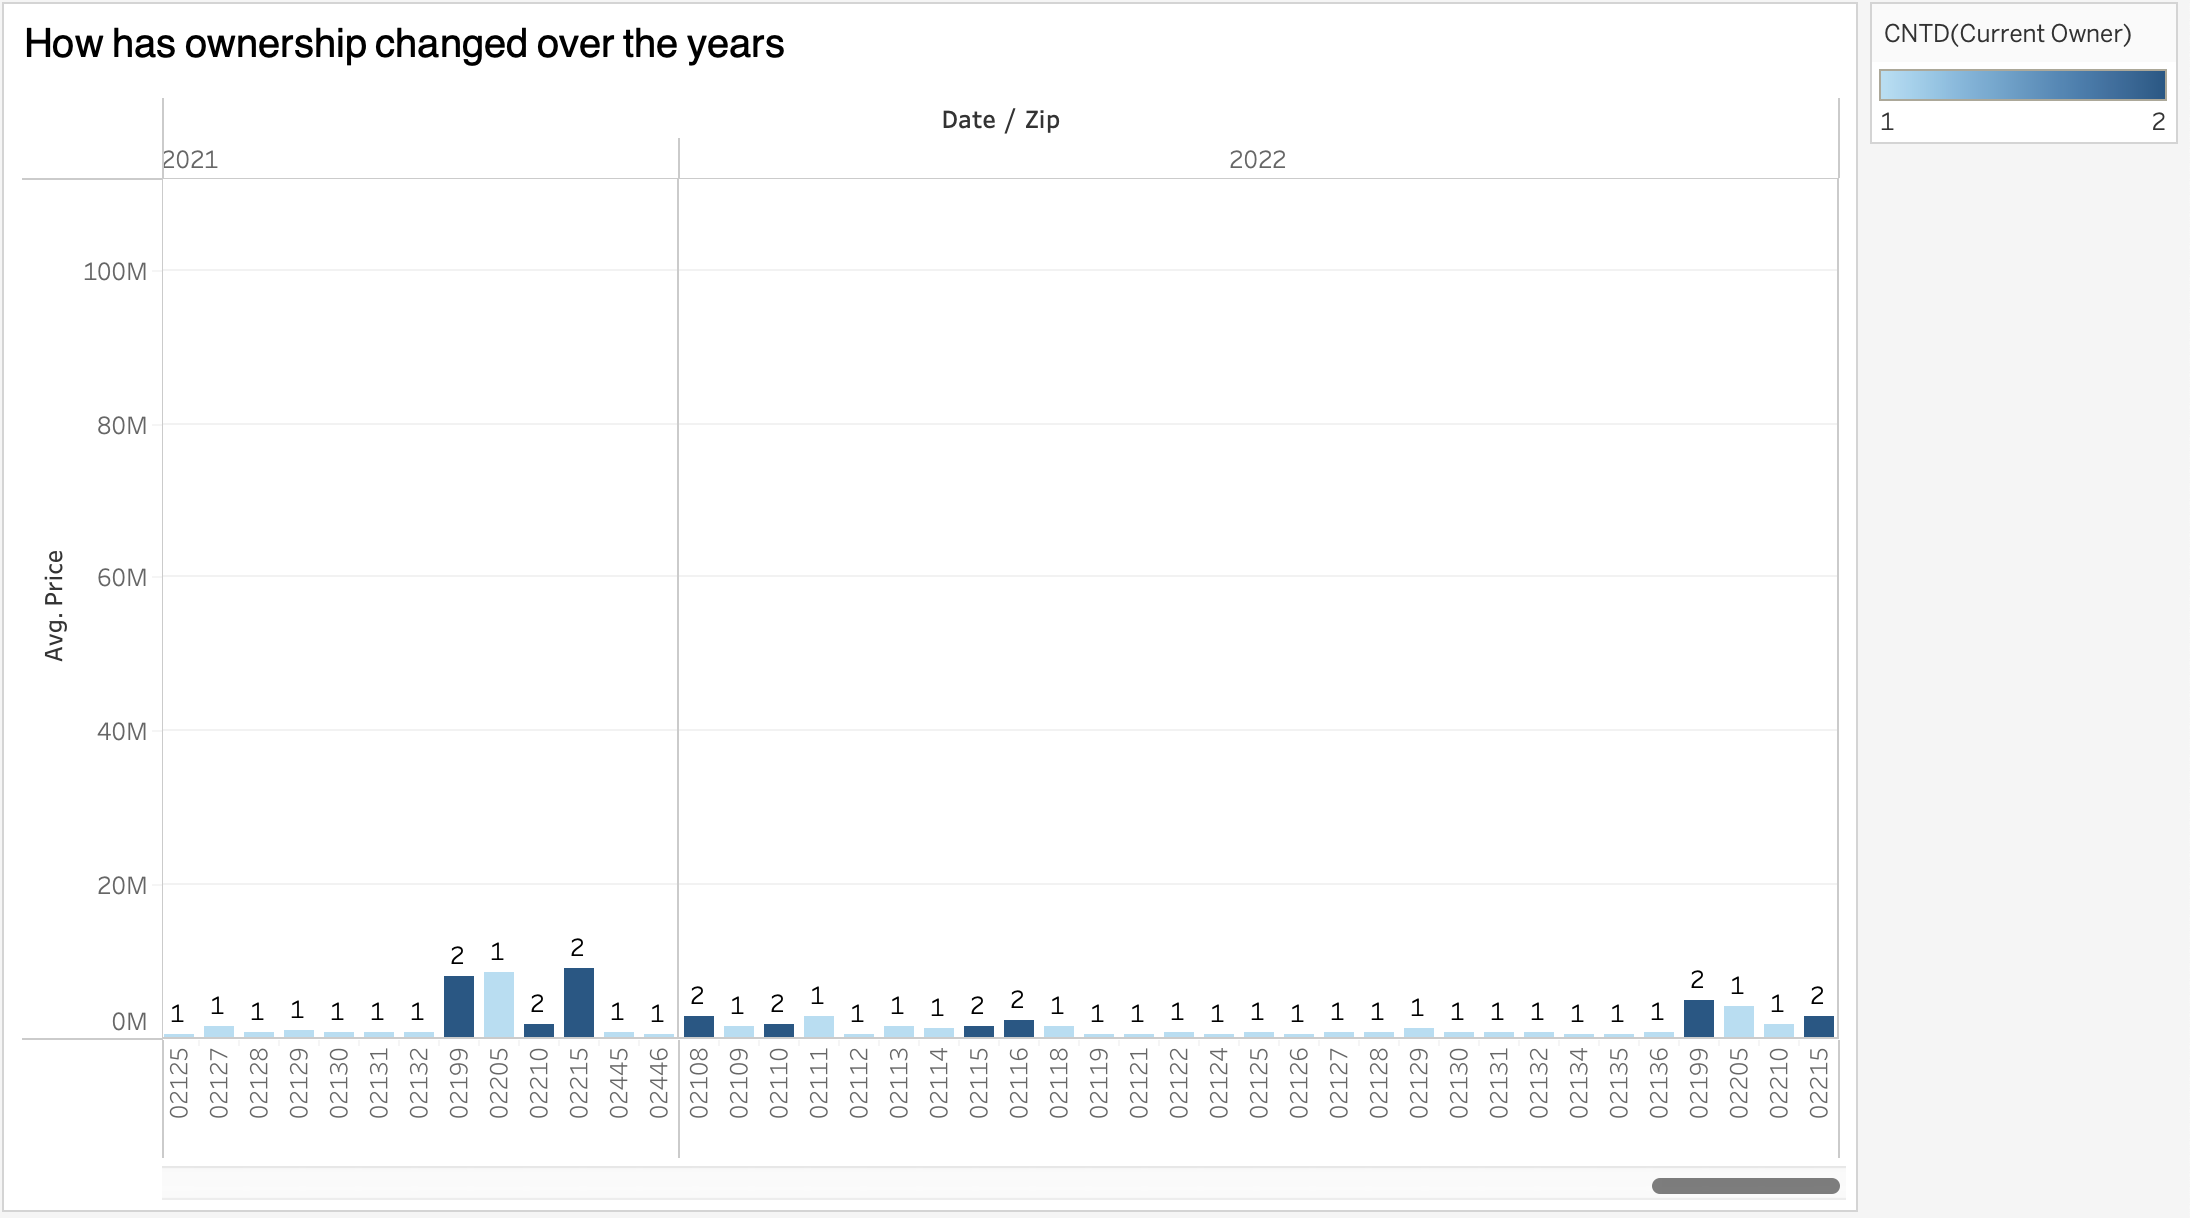 How has ownership changed over the years
CNTD(Current Owner)
1 2
Date / Zip
2021 2022
Avg. Price
100M
80M
60M
40M
20M
0M
1 1 1 1 1 1 1 2 1 2 2 1 1 2 1 2 1 1 1 1 2 2 1 1 1 1 1 1 1 1 1 1 1 1 1 1 1 1 2 1 1 2
02125 02127 02128 02129 02130 02131 02132 02199 02205 02210 02215 02445 02446 02108 02109 02110 02111 02112 02113 02114 02115 02116 02118 02119 02121 02122 02124 02125 02126 02127 02128 02129 02130 02131 02132 02134 02135 02136 02199 02205 02210 02215